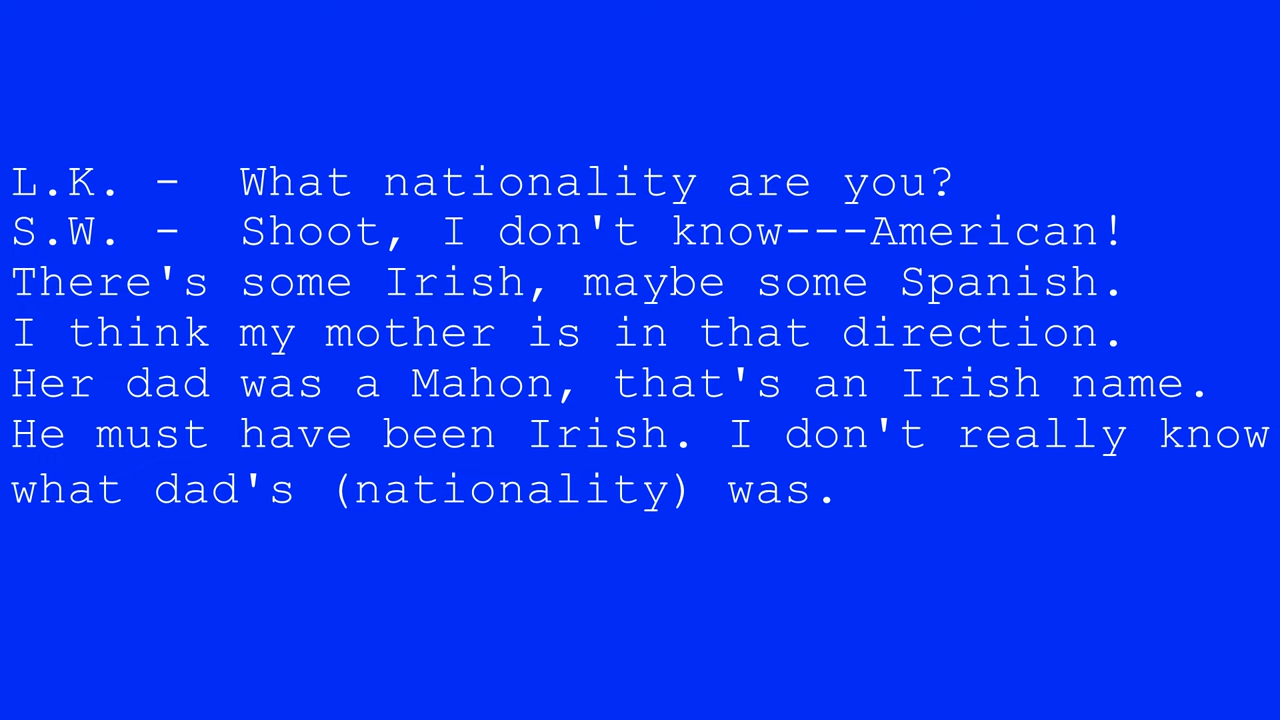 L.K. -  What nationality are you?
S.W. -  Shoot, I don't know---American!
There's some Irish, maybe some Spanish.
I think my mother is in that direction.
Her dad was a Mahon, that's an Irish name.
He must have been Irish. I don't really know
what dad's (nationality) was.